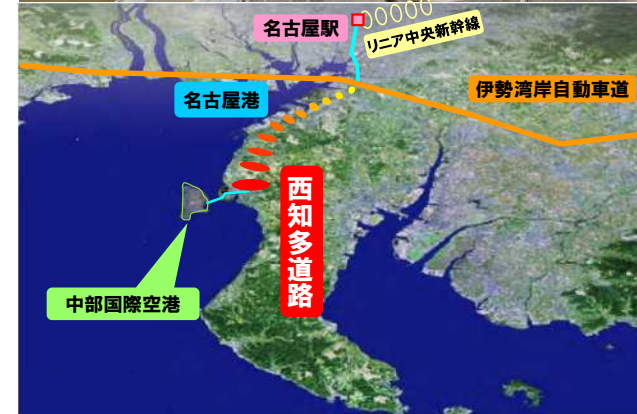 名古屋駅
リニア中央新幹線
名古屋港
伊勢湾岸自動車道
西知多道路
中部国際空港